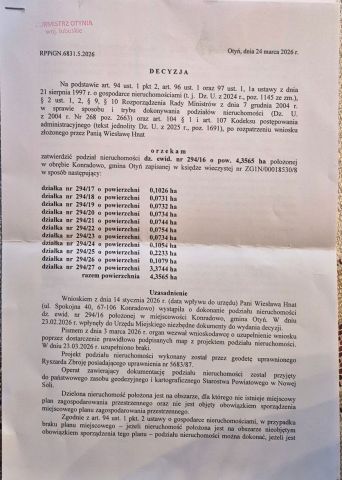 BURMISTRZ OTYNIA
woj. lubuskie
RPPiGN.6831.5.2026
Otyń, dnia 24 marca 2026 r.
DECYZJA
Na podstawie art. 94 ust. 1 pkt 2, art. 96 ust. 1 oraz 97 ust. 1, 1a ustawy z dnia
21 sierpnia 1997 r. o gospodarce nieruchomościami (t. j. Dz. U. z 2024 r., poz. 1145 ze zm.),
§ 2 ust. 1, 2, § 9, § 10 Rozporządzenia Rady Ministrów z dnia 7 grudnia 2004 r.
w sprawie sposobu i trybu dokonywania podziałów nieruchomości (Dz. U.
z 2004 r. Nr 268 poz. 2663) oraz art. 104 § 1 i art. 107 Kodeksu postępowania
administracyjnego (tekst jednolity Dz. U. z 2025 r., poz. 1691), po rozpatrzeniu wniosku
złożonego przez Panią Wiesławę Hnat
orzekam
zatwierdzić podział nieruchomości dz. ewid. nr 294/16 o pow. 4,3565 ha położonej
w obrębie Konradowo, gmina Otyń zapisanej w księdze wieczystej nr ZG1N/00018530/8
w sposób następujący:
działka nr 294/17 o powierzchni 0,1026 ha
działka nr 294/18 o powierzchni 0,0731 ha
działka nr 294/19 o powierzchni 0,0732 ha
działka nr 294/20 o powierzchni 0,0734 ha
działka nr 294/21 o powierzchni 0,0744 ha
działka nr 294/22 o powierzchni 0,0754 ha
działka nr 294/23 o powierzchni 0,0734 ha
działka nr 294/24 o powierzchni 0,1054 ha
działka nr 294/25 o powierzchni 0,2233 ha
działka nr 294/26 o powierzchni 0,1079 ha
działka nr 294/27 o powierzchni 3,3744 ha
razem powierzchnia 4,3565 ha
Uzasadnienie
Wnioskiem z dnia 14 stycznia 2026 r. (data wpływu do urzędu) Pani Wiesława Hnat
(ul. Spokojna 40, 67-106 Konradowo) wystąpiła o dokonanie podziału nieruchomości
dz. ewid. nr 294/16 położonej w miejscowości Konradowo, gmina Otyń. W dniu
23.02.2026 r. wpłynęły do Urzędu Miejskiego niezbędne dokumenty do wydania decyzji.
Pismem z dnia 3 marca 2026 r. organ wezwał wnioskodawcę o uzupełnienie wniosku
poprzez dostarczenie prawidłowo podpisanych map z projektem podziału nieruchomości.
W dniu 23.03.2026 r. uzupełniono braki.
Projekt podziału nieruchomości wykonany został przez geodetę uprawnionego
Ryszarda Zbroję posiadającego uprawnienia nr 5683/87.
Operat zawierający dokumentację podziału nieruchomości został przyjęty
do państwowego zasobu geodezyjnego i kartograficznego Starostwa Powiatowego w Nowej
Soli.
Dzielona nieruchomość położona jest na obszarze, dla którego nie istnieje miejscowy
plan zagospodarowania przestrzennego oraz nie jest objęty obowiązkiem sporządzenia
miejscowego planu zagospodarowania przestrzennego.
Zgodnie z art. 94 ust. 1 pkt. 2 ustawy o gospodarce nieruchomościami, w przypadku
braku planu miejscowego – jeżeli nieruchomość położona jest na obszarze nieobjętym
obowiązkiem sporządzenia tego planu – podziału nieruchomości można dokonać, jeżeli jest